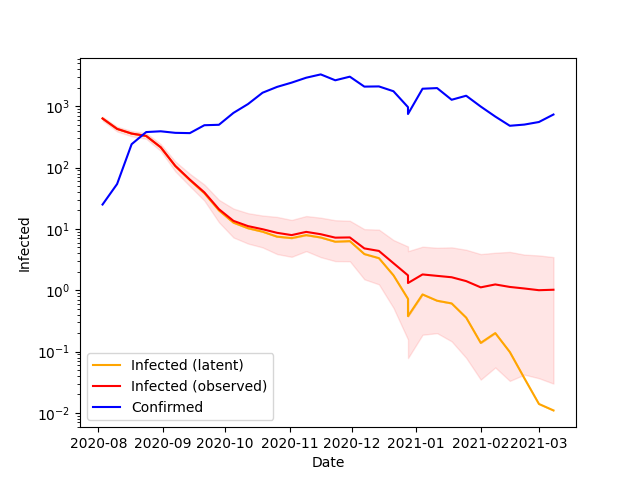 Infected
10³
10²
10¹
10⁰
10⁻¹
10⁻²
Infected (latent)
Infected (observed)
Confirmed
2020-08 2020-09 2020-10 2020-11 2020-12 2021-01 2021-02 2021-03
Date